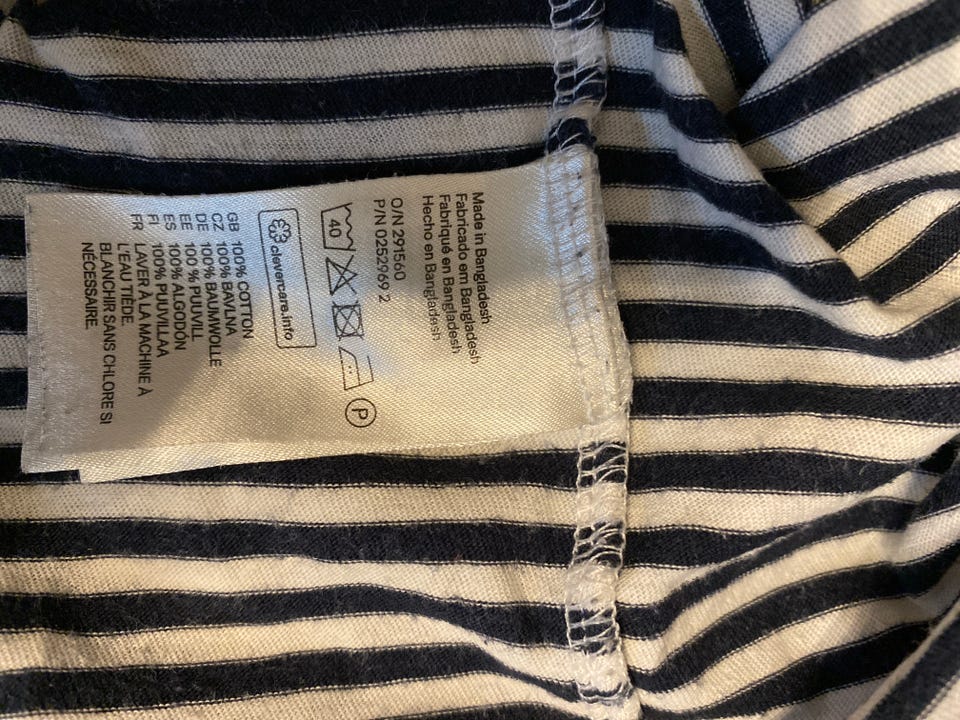 Made in Bangladesh
Fabricado em Bangladesh
Fabriqué en Bangladesh
Hecho en Bangladesh
O/N 291560
P/N 0252969 2
40
P
clevercare.info
GB 100% COTTON
CZ 100% BAVLNA
DE 100% BAUMWOLLE
EE 100 % PUUVILL
ES 100% ALGODON
FI 100% PUUVILLAA
FR LAVER À LA MACHINE À
L'EAU TIÈDE.
BLANCHIR SANS CHLORE SI
NÉCESSAIRE.